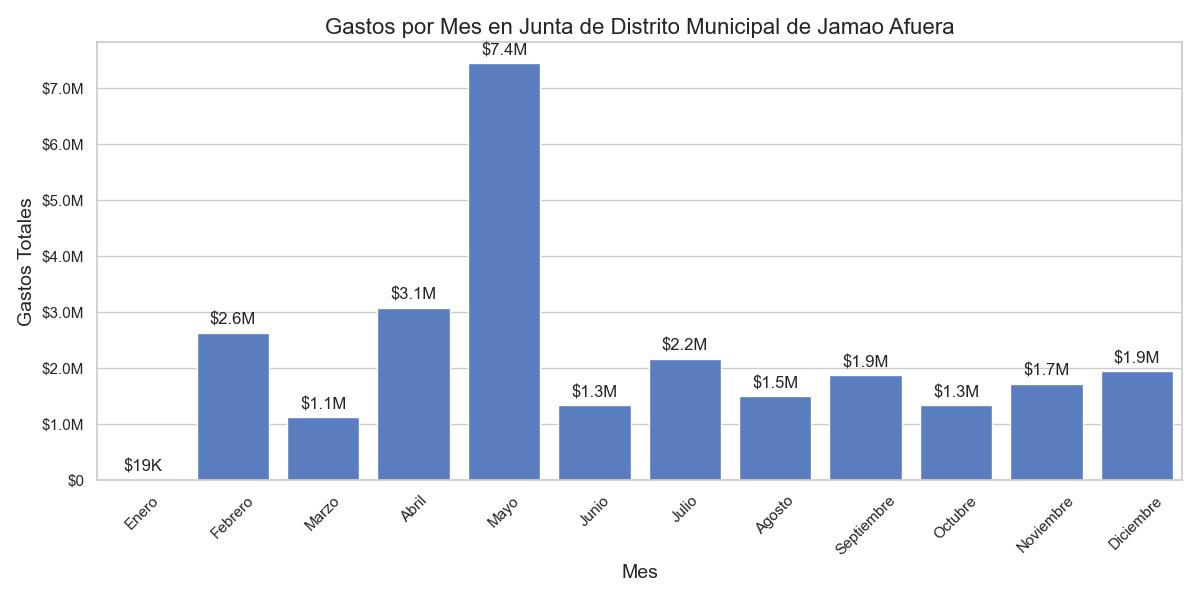 Gastos por Mes en Junta de Distrito Municipal de Jamao Afuera
Gastos Totales
$7.0M
$6.0M
$5.0M
$4.0M
$3.0M
$2.0M
$1.0M
$0
$19K
$2.6M
$1.1M
$3.1M
$7.4M
$1.3M
$2.2M
$1.5M
$1.9M
$1.3M
$1.7M
$1.9M
Enero
Febrero
Marzo
Abril
Mayo
Junio
Julio
Agosto
Septiembre
Octubre
Noviembre
Diciembre
Mes